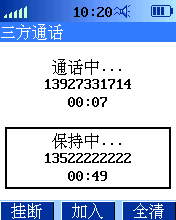 10:20
三方通话
通话中...
13927331714
00:07
保持中...
13522222222
00:49
挂断 加入 全清